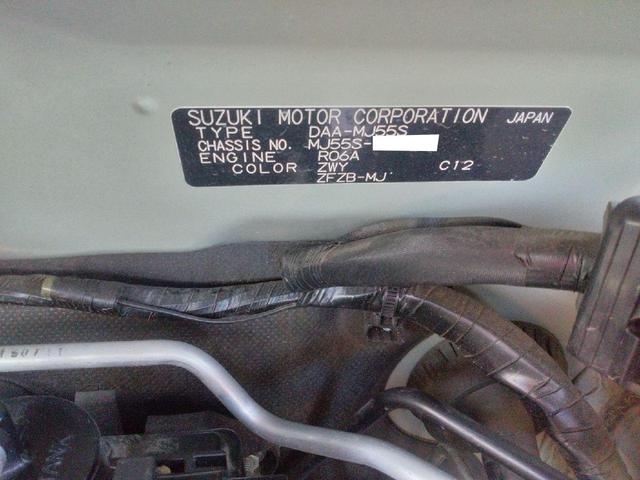 SUZUKI MOTOR CORPORATION JAPAN
TYPE DAA-MJ55S
CHASSIS NO. MJ55S-
ENGINE R06A
COLOR ZWY C12
ZFZB-MJ